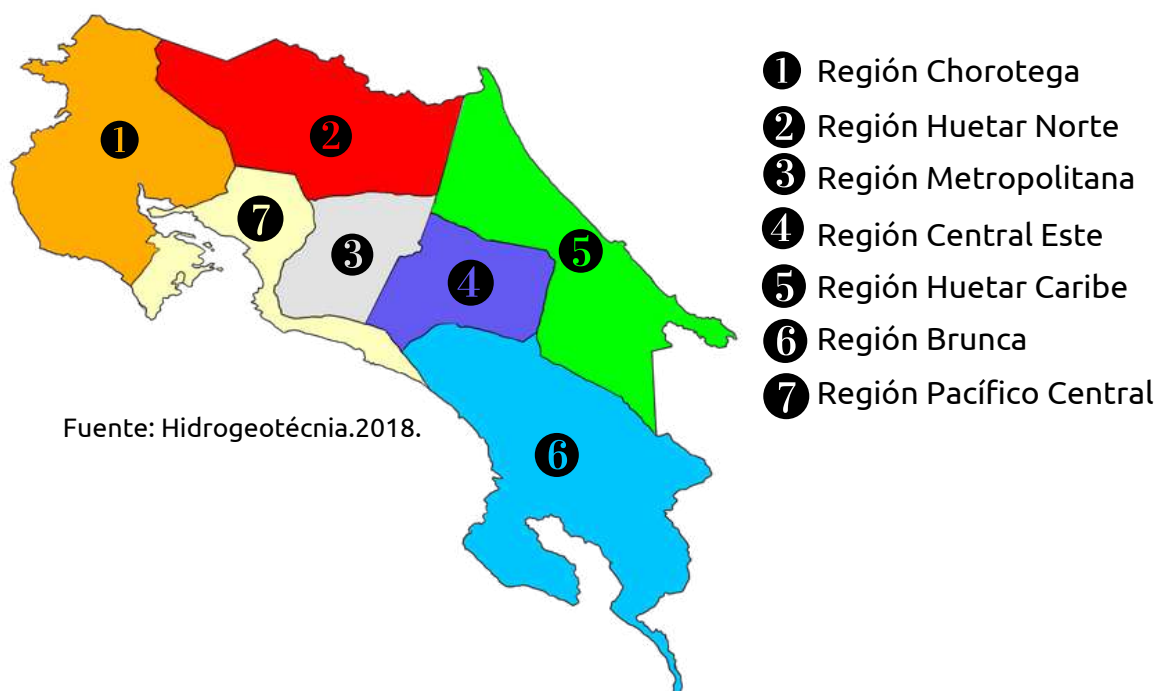 1 Región Chorotega
2 Región Huetar Norte
3 Región Metropolitana
4 Región Central Este
5 Región Huetar Caribe
6 Región Brunca
7 Región Pacífico Central
1
2
3
4
5
6
7
Fuente: Hidrogeotécnia.2018.